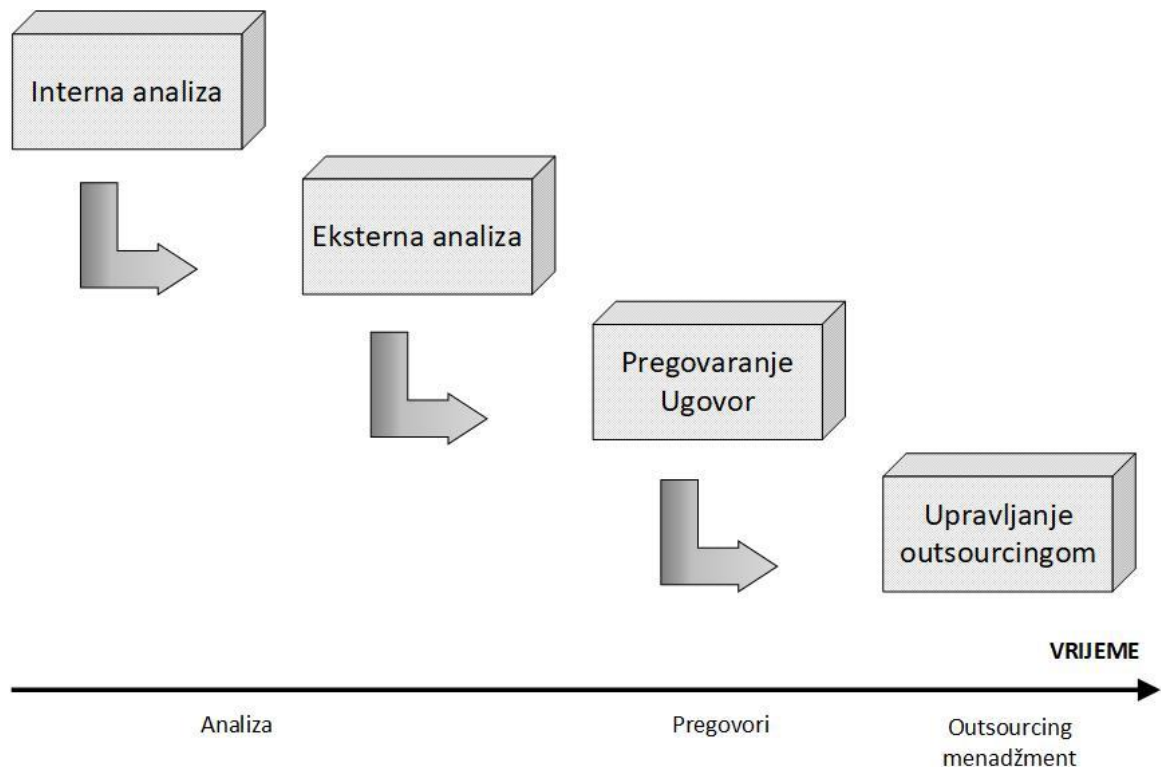 Interna analiza
Eksterna analiza
Pregovaranje
Ugovor
Upravljanje
outsourcingom
VRIJEME
Analiza
Pregovori
Outsourcing
menadžment